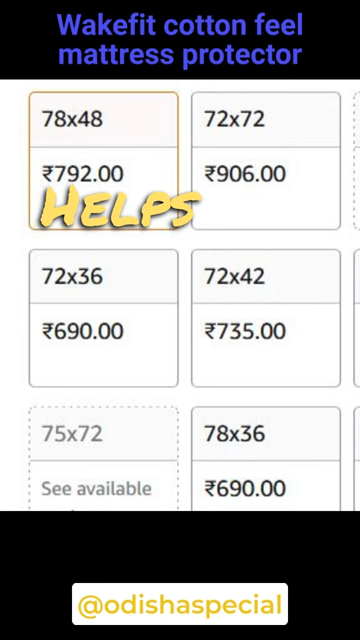 Wakefit cotton feel
mattress protector
78x48
72x72
₹792.00
₹906.00
HELPS
72x36
72x42
₹690.00
₹735.00
75x72
78x36
See available
₹690.00
@odishaspecial